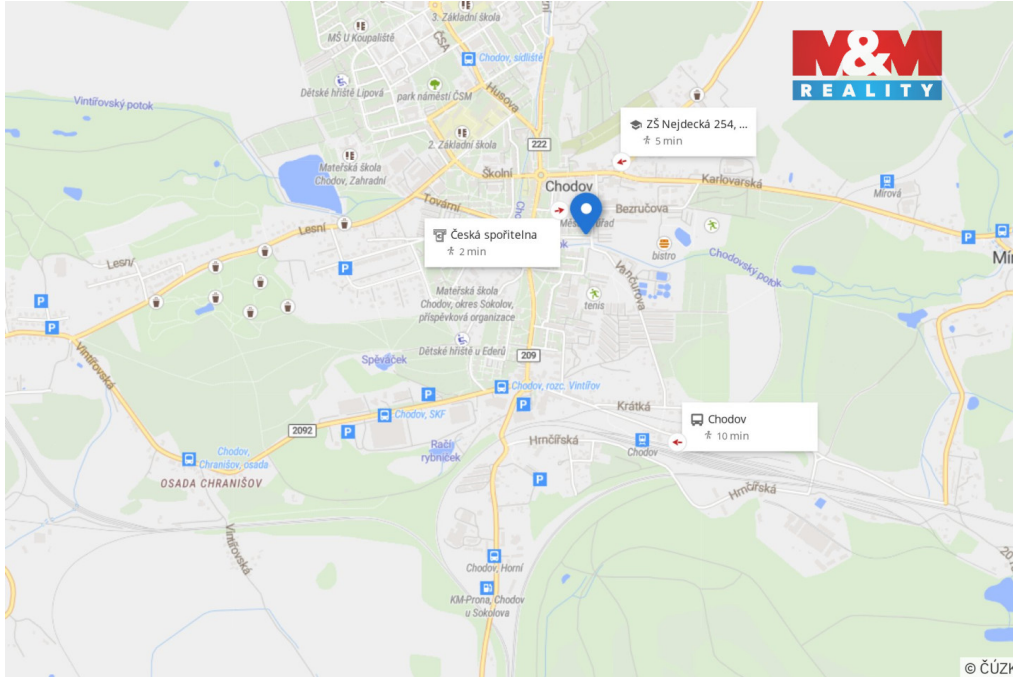 3. Základní škola
MŠ U Koupaliště
ČSA
Chodov, sídliště
M&M
REALITY
Dětské hřiště Lipová
park náměstí ČSM
Husova
Vintířovský potok
ZŠ Nejdecká 254, ...
5 min
2. Základní škola
222
Mateřská škola
Chodov, Zahradní
Školní
Chodov
Karlovarská
Mírová
Tovární
Bezručova
Lesní
Česká spořitelna
2 min
bistro
Chodovský potok
Lesní
Vančurova
Mateřská škola
Chodov, okres Sokolov,
příspěvková organizace
tenis
Dětské hřiště u Ederů
209
Spěváček
Vintířovská
Chodov, rozc. Vintířov
Chodov, SKF
Krátká
Chodov
10 min
2092
Račí
rybníček
Hrnčířská
Chodov
Chodov,
Chranišov, osada
OSADA CHRANIŠOV
Hrnčířská
Vintířovská
Chodov, Horní
KM-Prona, Chodov
u Sokolova